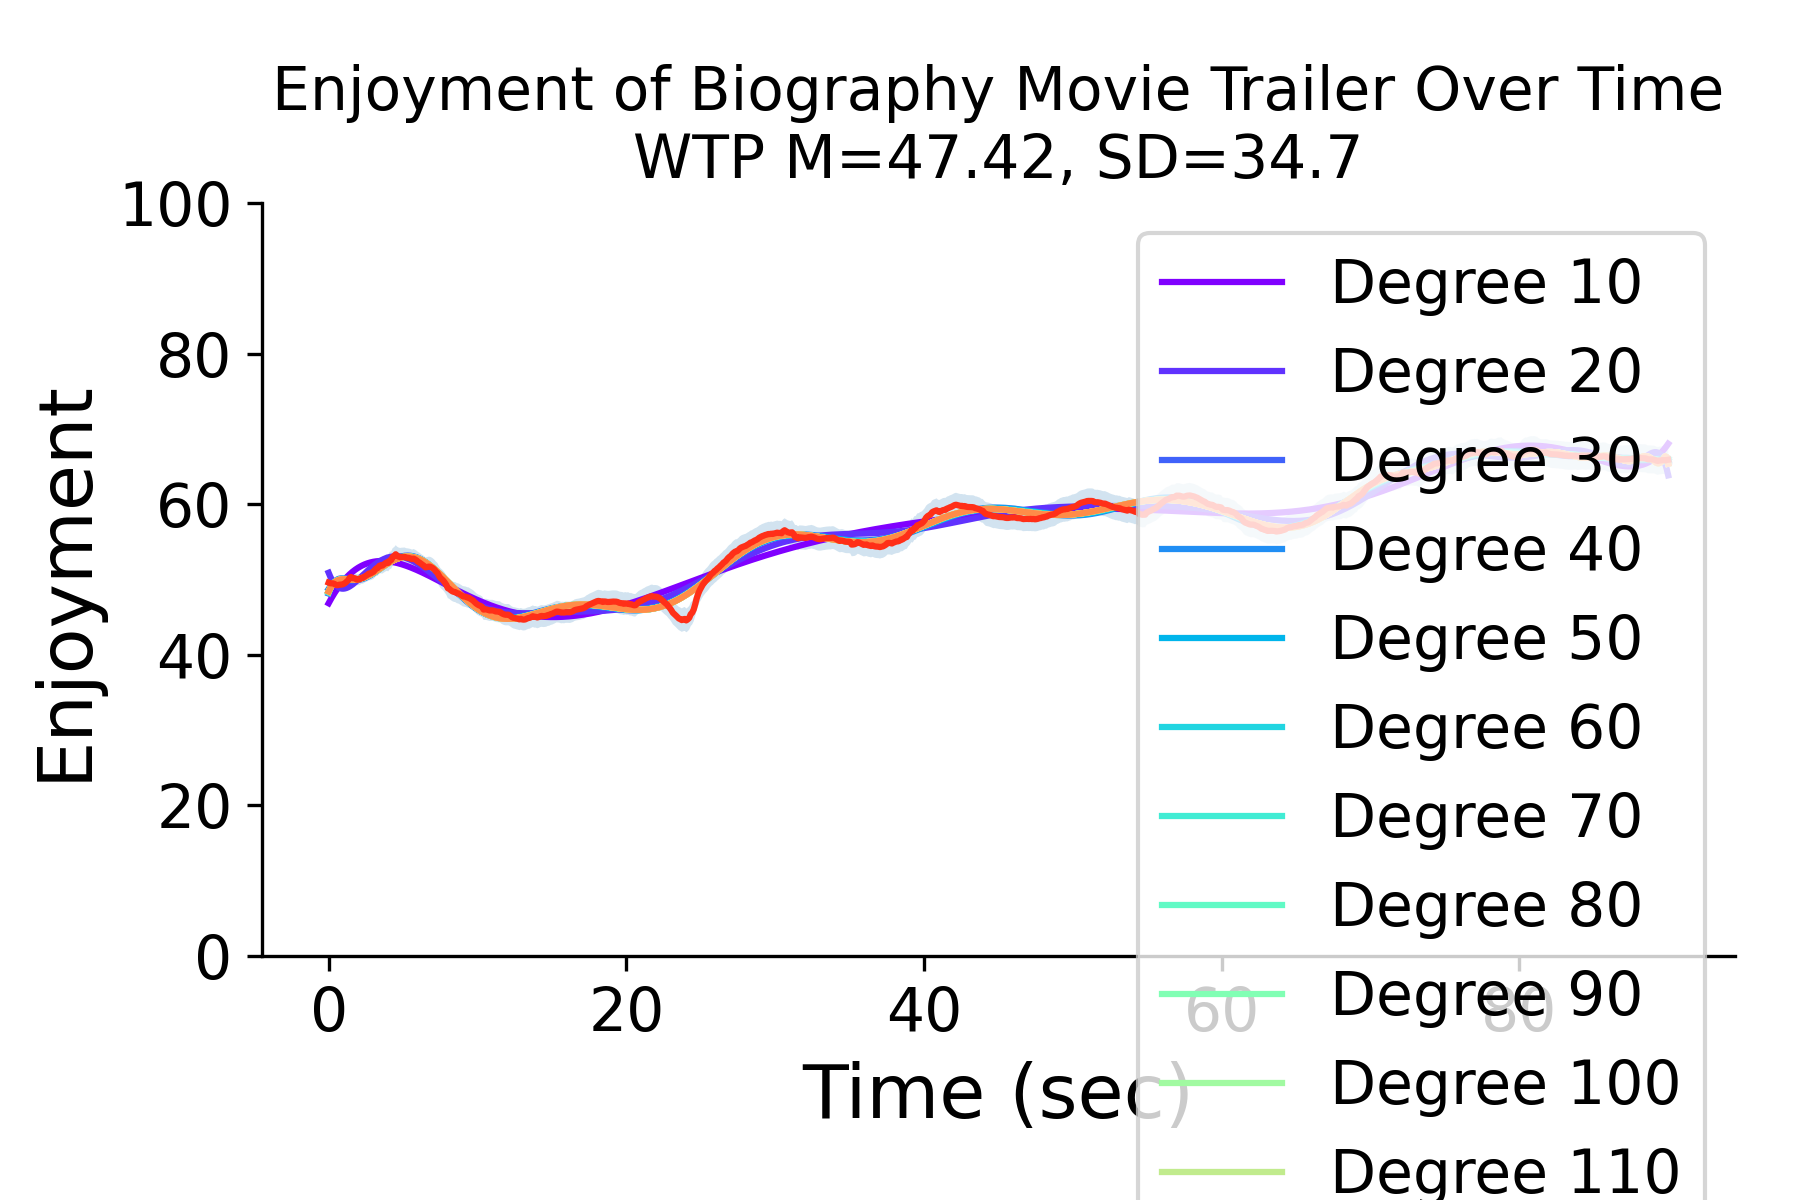 Enjoyment of Biography Movie Trailer Over Time
WTP M=47.42, SD=34.7
100
80
60
40
20
0
Enjoyment
0
20
40
60
80
Time (sec)
Degree 10
Degree 20
Degree 30
Degree 40
Degree 50
Degree 60
Degree 70
Degree 80
Degree 90
Degree 100
Degree 110